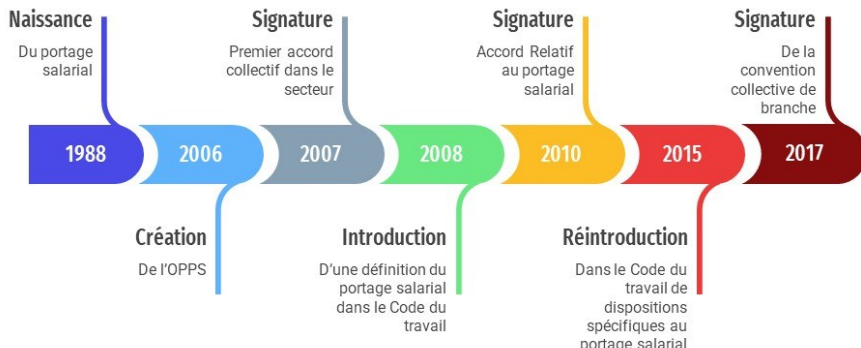 Naissance
Du portage
salarial
Signature
Premier accord
collectif dans le
secteur
Signature
Accord Relatif
au portage
salarial
Signature
De la
convention
collective de
branche
1988
2006
2007
2008
2010
2015
2017
Création
De l'OPPS
Introduction
D'une définition du
portage salarial
dans le Code du
travail
Réintroduction
Dans le Code du
travail de
dispositions
spécifiques au
portage salarial